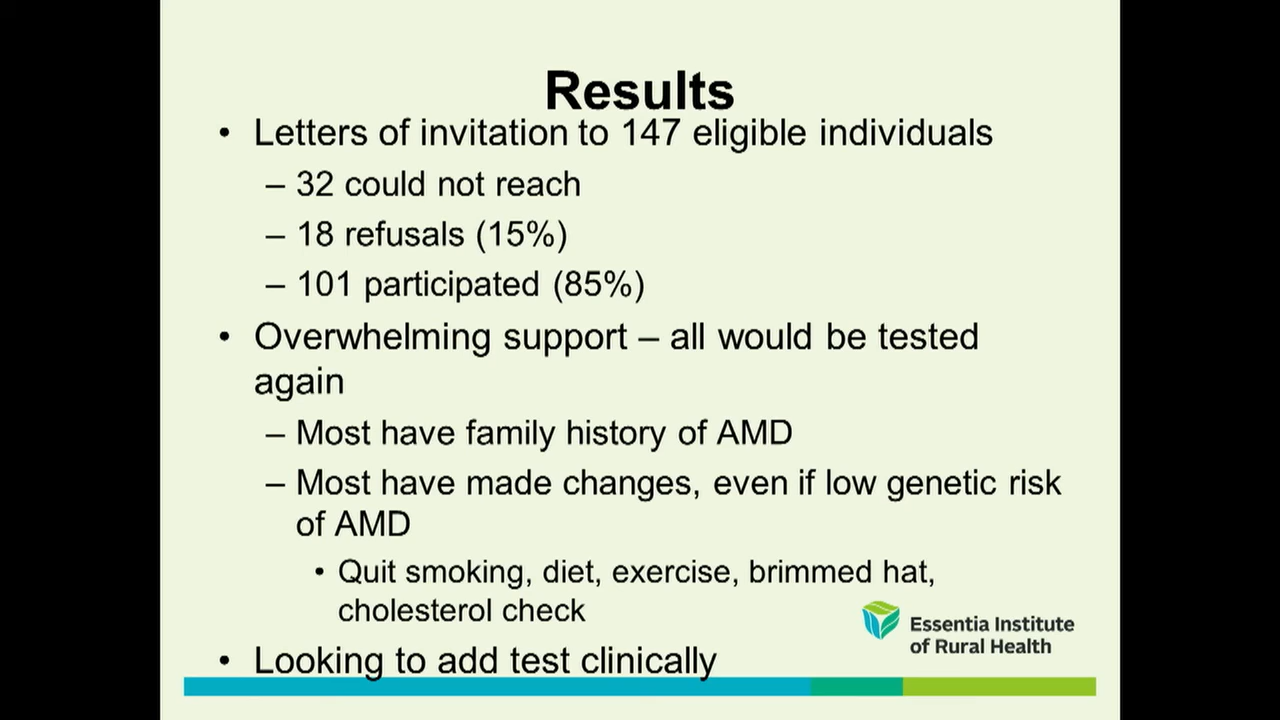 Results
• Letters of invitation to 147 eligible individuals
– 32 could not reach
– 18 refusals (15%)
– 101 participated (85%)
• Overwhelming support – all would be tested
again
– Most have family history of AMD
– Most have made changes, even if low genetic risk
of AMD
• Quit smoking, diet, exercise, brimmed hat,
cholesterol check
• Looking to add test clinically
Essentia Institute
of Rural Health